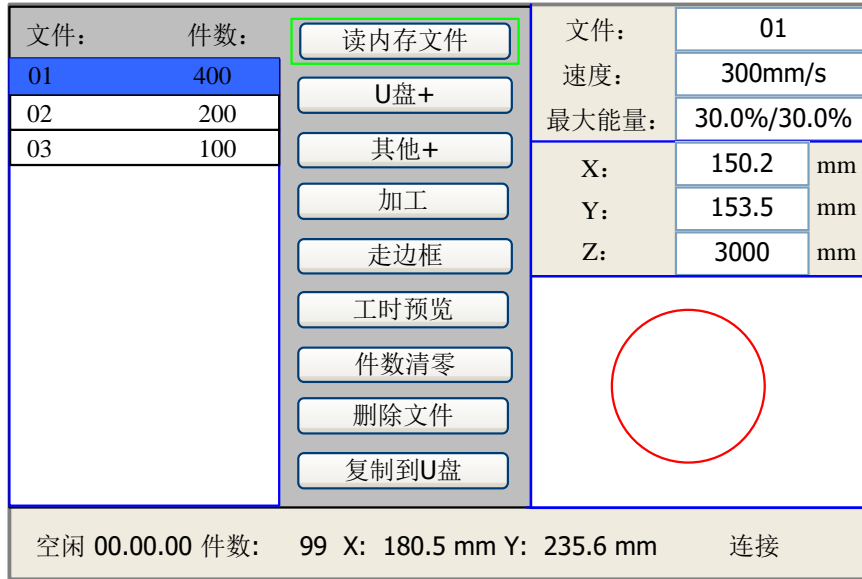 文件： 件数：
01 400
02 200
03 100
读内存文件
U盘+
其他+
加工
走边框
工时预览
件数清零
删除文件
复制到U盘
文件： 01
速度： 300mm/s
最大能量： 30.0%/30.0%
X： 150.2 mm
Y： 153.5 mm
Z： 3000 mm
空闲 00.00.00 件数: 99 X: 180.5 mm Y: 235.6 mm 连接